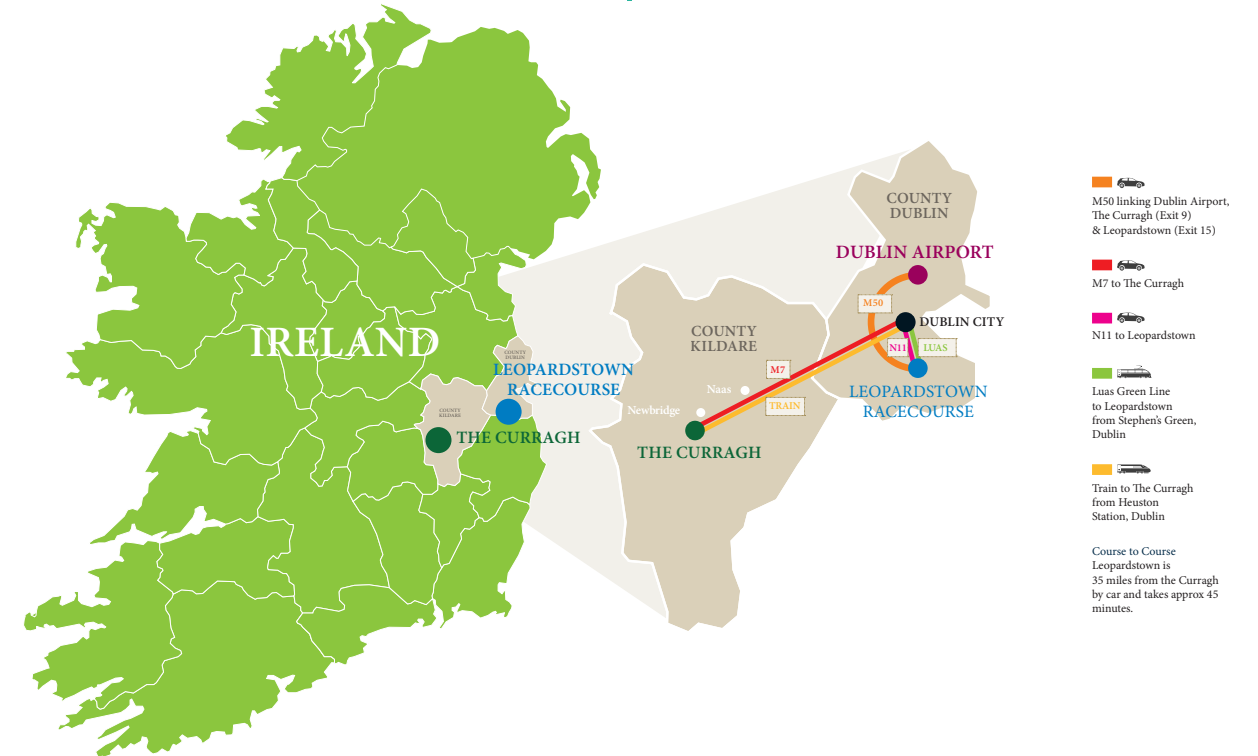 IRELAND
COUNTY
DUBLIN
LEOPARDSTOWN
RACECOURSE
COUNTY
KILDARE
THE CURRAGH
COUNTY
DUBLIN
DUBLIN AIRPORT
M50
DUBLIN CITY
N11
LUAS
LEOPARDSTOWN
RACECOURSE
COUNTY
KILDARE
M7
TRAIN
Naas
Newbridge
THE CURRAGH
M50 linking Dublin Airport,
The Curragh (Exit 9)
& Leopardstown (Exit 15)
M7 to The Curragh
N11 to Leopardstown
Luas Green Line
to Leopardstown
from Stephen's Green,
Dublin
Train to The Curragh
from Heuston
Station, Dublin
Course to Course
Leopardstown is
35 miles from the Curragh
by car and takes approx 45
minutes.